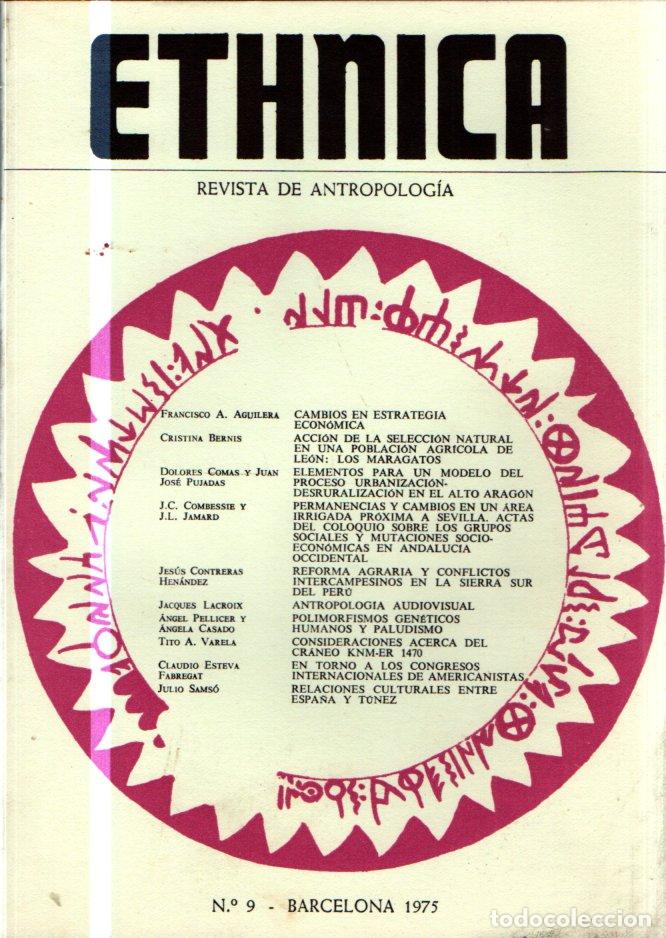 ETHNICA
REVISTA DE ANTROPOLOGÍA
FRANCISCO A. AGUILERA CAMBIOS EN ESTRATEGIA
ECONÓMICA
CRISTINA BERNIS ACCIÓN DE LA SELECCIÓN NATURAL
EN UNA POBLACIÓN AGRICOLA DE
LEÓN: LOS MARAGATOS
DOLORES COMAS Y JUAN ELEMENTOS PARA UN MODELO DEL
JOSÉ PUJADAS PROCESO URBANIZACIÓN-
DESRURALIZACIÓN EN EL ALTO ARAGÓN
J.C. COMBESSIE Y PERMANENCIAS Y CAMBIOS EN UN ÁREA
J.L. JAMARD IRRIGADA PRÓXIMA A SEVILLA. ACTAS
DEL COLOQUIO SOBRE LOS GRUPOS
SOCIALES Y MUTACIONES SOCIO-
ECONÓMICAS EN ANDALUCIA
OCCIDENTAL
JESÚS CONTRERAS REFORMA AGRARIA Y CONFLICTOS
HENÁNDEZ INTERCAMPESINOS EN LA SIERRA SUR
DEL PERÚ
JACQUES LACROIX ANTROPOLOGIA AUDIOVISUAL
ÁNGEL PELLICER Y POLIMORFISMOS GENÉTICOS
ÁNGELA CASADO HUMANOS Y PALUDISMO
TITO A. VARELA CONSIDERACIONES ACERCA DEL
CRÁNEO KNM-ER 1470
CLAUDIO ESTEVA EN TORNO A LOS CONGRESOS
FABREGAT INTERNACIONALES DE AMERICANISTAS
JULIO SAMSÓ RELACIONES CULTURALES ENTRE
ESPAÑA Y TÚNEZ
N.º 9 - BARCELONA 1975
todocoleccion